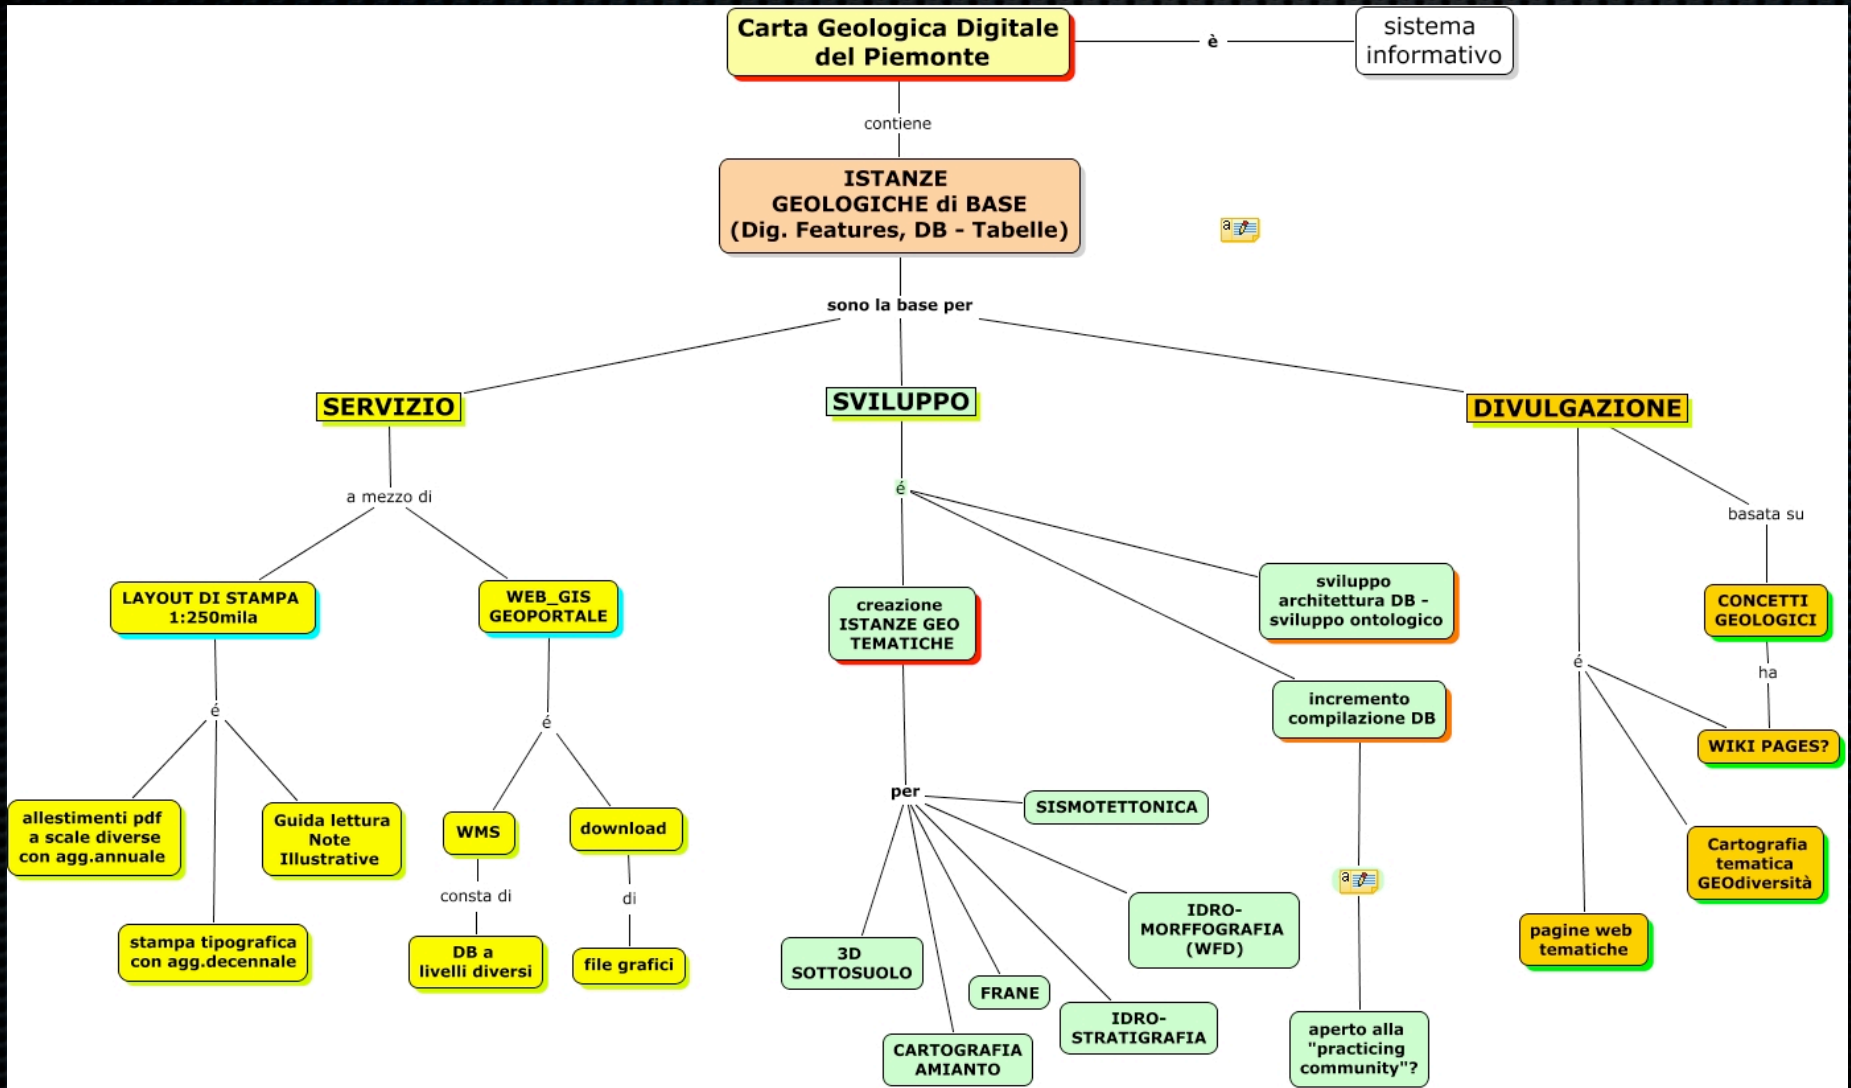 Carta Geologica Digitale
del Piemonte
è
sistema
informativo
contiene
ISTANZE
GEOLOGICHE di BASE
(Dig. Features, DB - Tabelle)
a
sono la base per
SERVIZIO
SVILUPPO
DIVULGAZIONE
a mezzo di
é
basata su
LAYOUT DI STAMPA
1:250mila
WEB_GIS
GEOPORTALE
creazione
ISTANZE GEO
TEMATICHE
sviluppo
architettura DB -
sviluppo ontologico
CONCETTI
GEOLOGICI
é
ha
incremento
compilazione DB
é
é
WIKI PAGES?
allestimenti pdf
a scale diverse
con agg.annuale
Guida lettura
Note
Illustrative
WMS
download
per
SISMOTETTONICA
Cartografia
tematica
GEOdiversità
a
consta di
di
stampa tipografica
con agg.decennale
DB a
livelli diversi
file grafici
3D
SOTTOSUOLO
FRANE
IDRO-
MORFFOGRAFIA
(WFD)
pagine web
tematiche
CARTOGRAFIA
AMIANTO
IDRO-
STRATIGRAFIA
aperto alla
"practicing
community"?